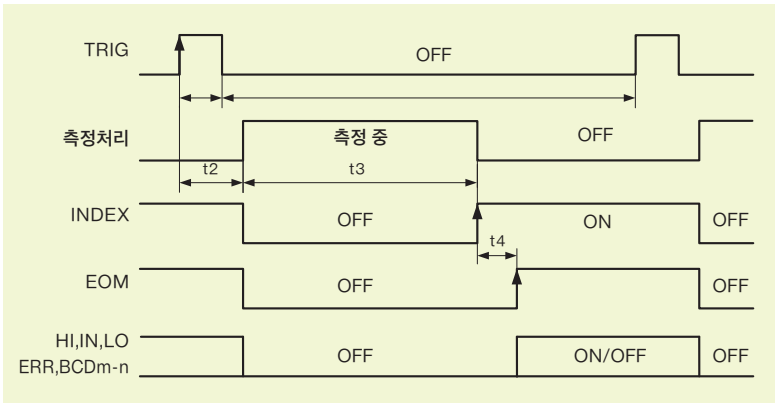 TRIG
OFF
측정처리
측정 중
OFF
t2
t3
INDEX
OFF
ON
OFF
t4
EOM
OFF
OFF
HI,IN,LO
ERR,BCDm-n
OFF
ON/OFF
OFF